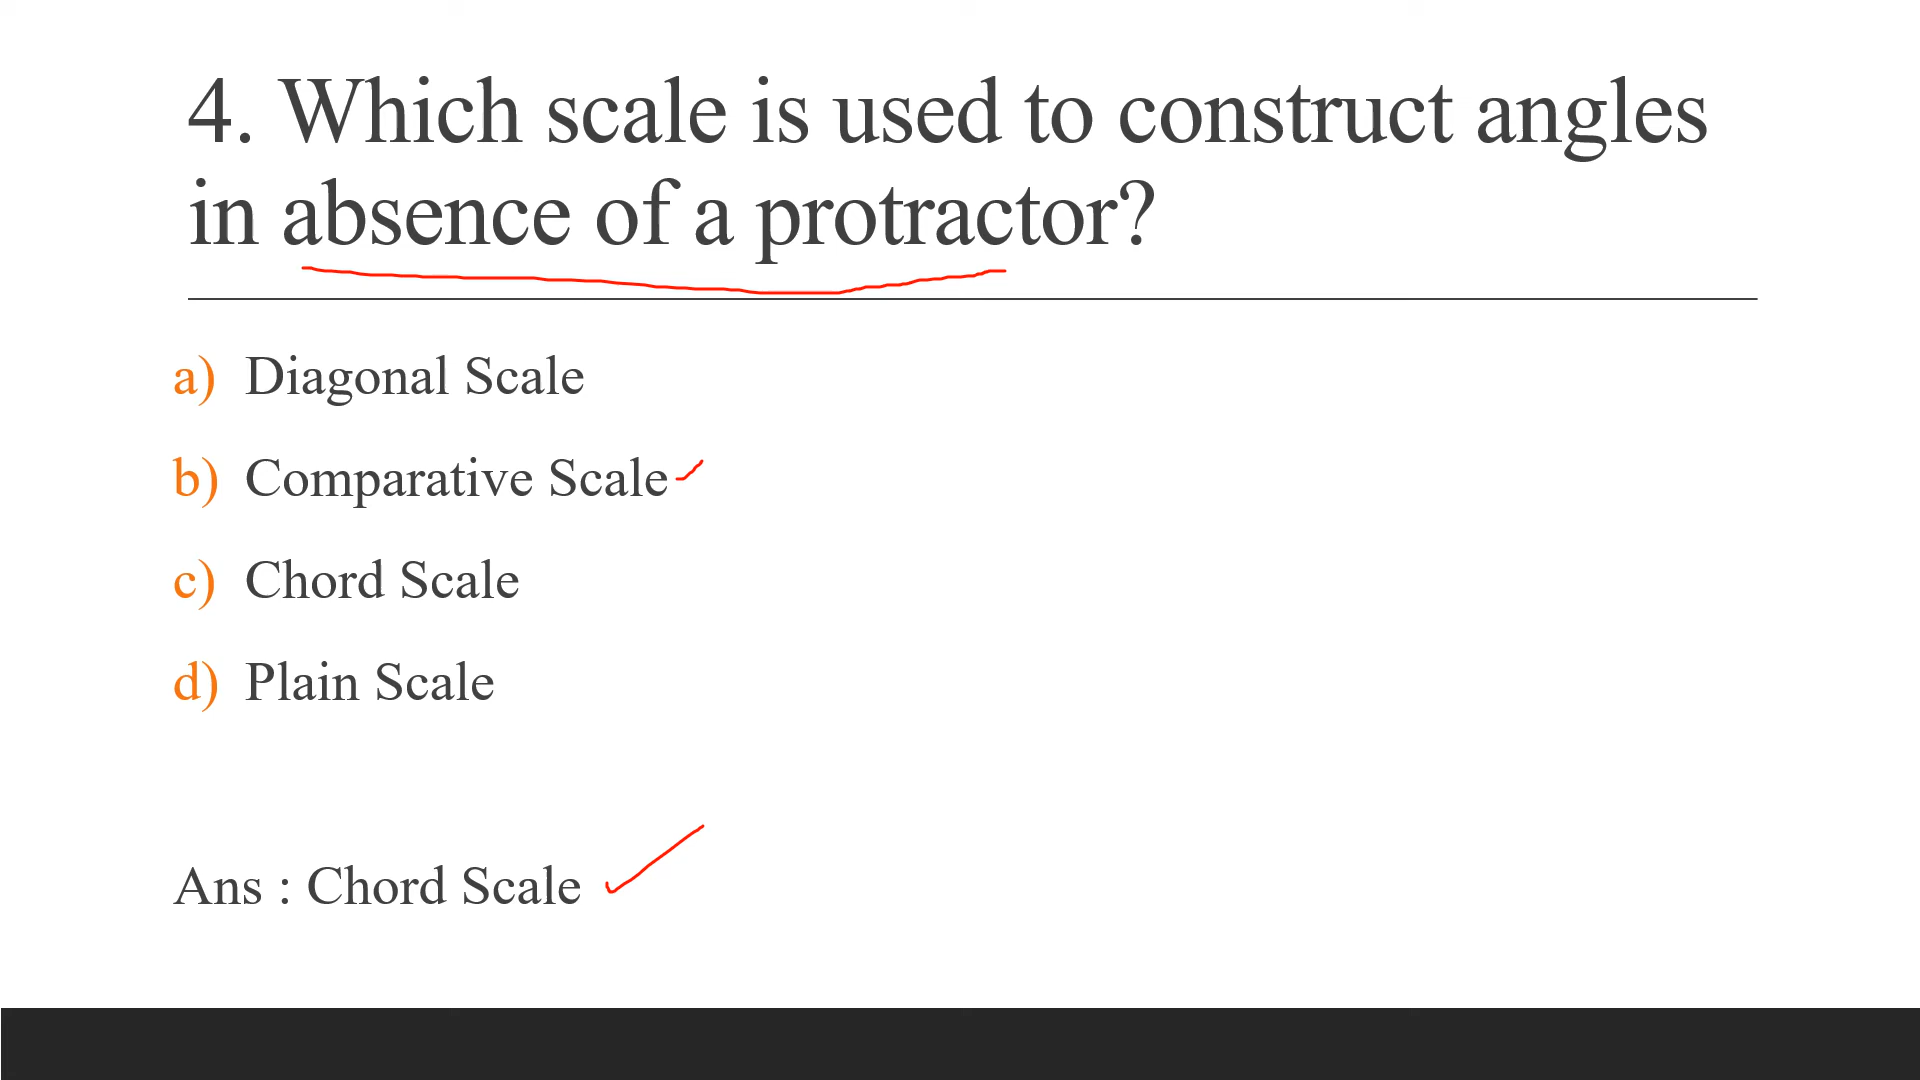 4. Which scale is used to construct angles
in absence of a protractor?
a) Diagonal Scale
b) Comparative Scale
c) Chord Scale
d) Plain Scale
Ans : Chord Scale